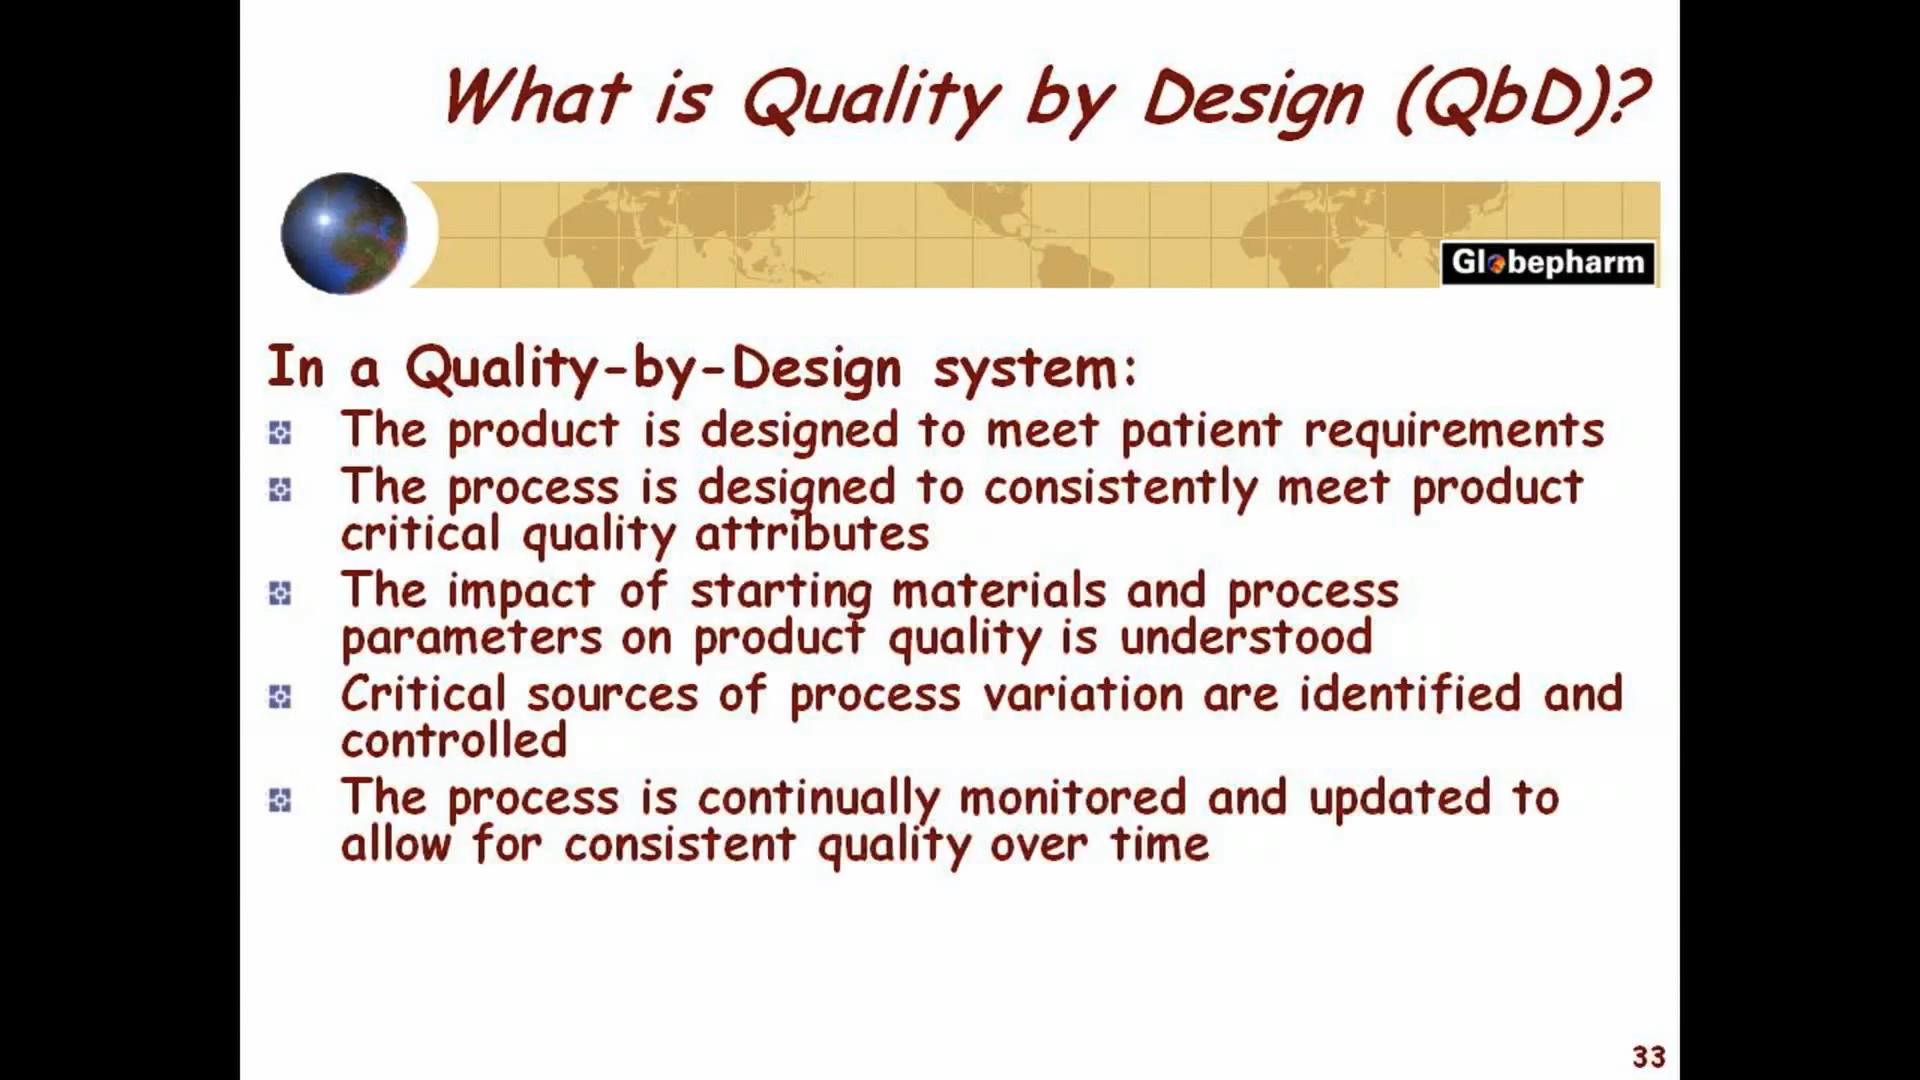 What is Quality by Design (QbD)?
Globepharm
In a Quality-by-Design system:
The product is designed to meet patient requirements
The process is designed to consistently meet product
critical quality attributes
The impact of starting materials and process
parameters on product quality is understood
Critical sources of process variation are identified and
controlled
The process is continually monitored and updated to
allow for consistent quality over time
33